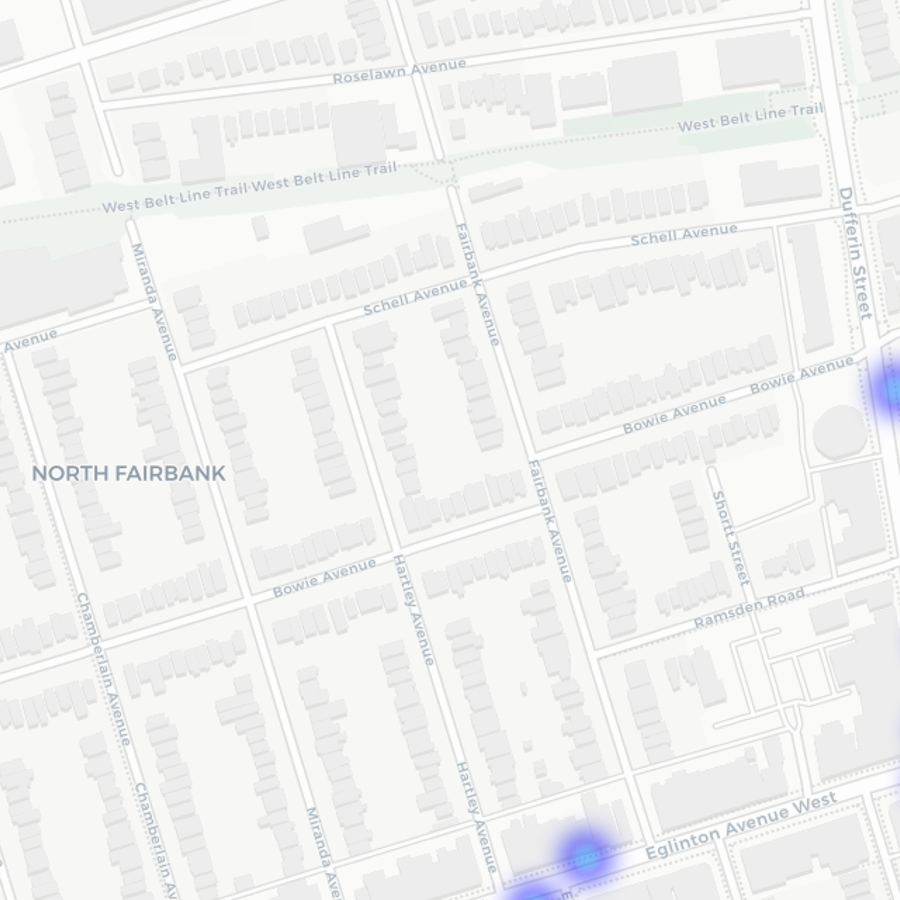 Roselawn Avenue
West Belt Line Trail
West Belt Line Trail
West Belt Line Trail
Dufferin Street
Fairbank Avenue
Schell Avenue
Miranda Avenue
Schell Avenue
Avenue
Bowie Avenue
Bowie Avenue
NORTH FAIRBANK
Fairbank Avenue
Shortt Street
Bowie Avenue
Hartley Avenue
Ramsden Road
Chamberlain Avenue
Hartley Avenue
Chamberlain Av
Miranda Ave
Eglinton Avenue West